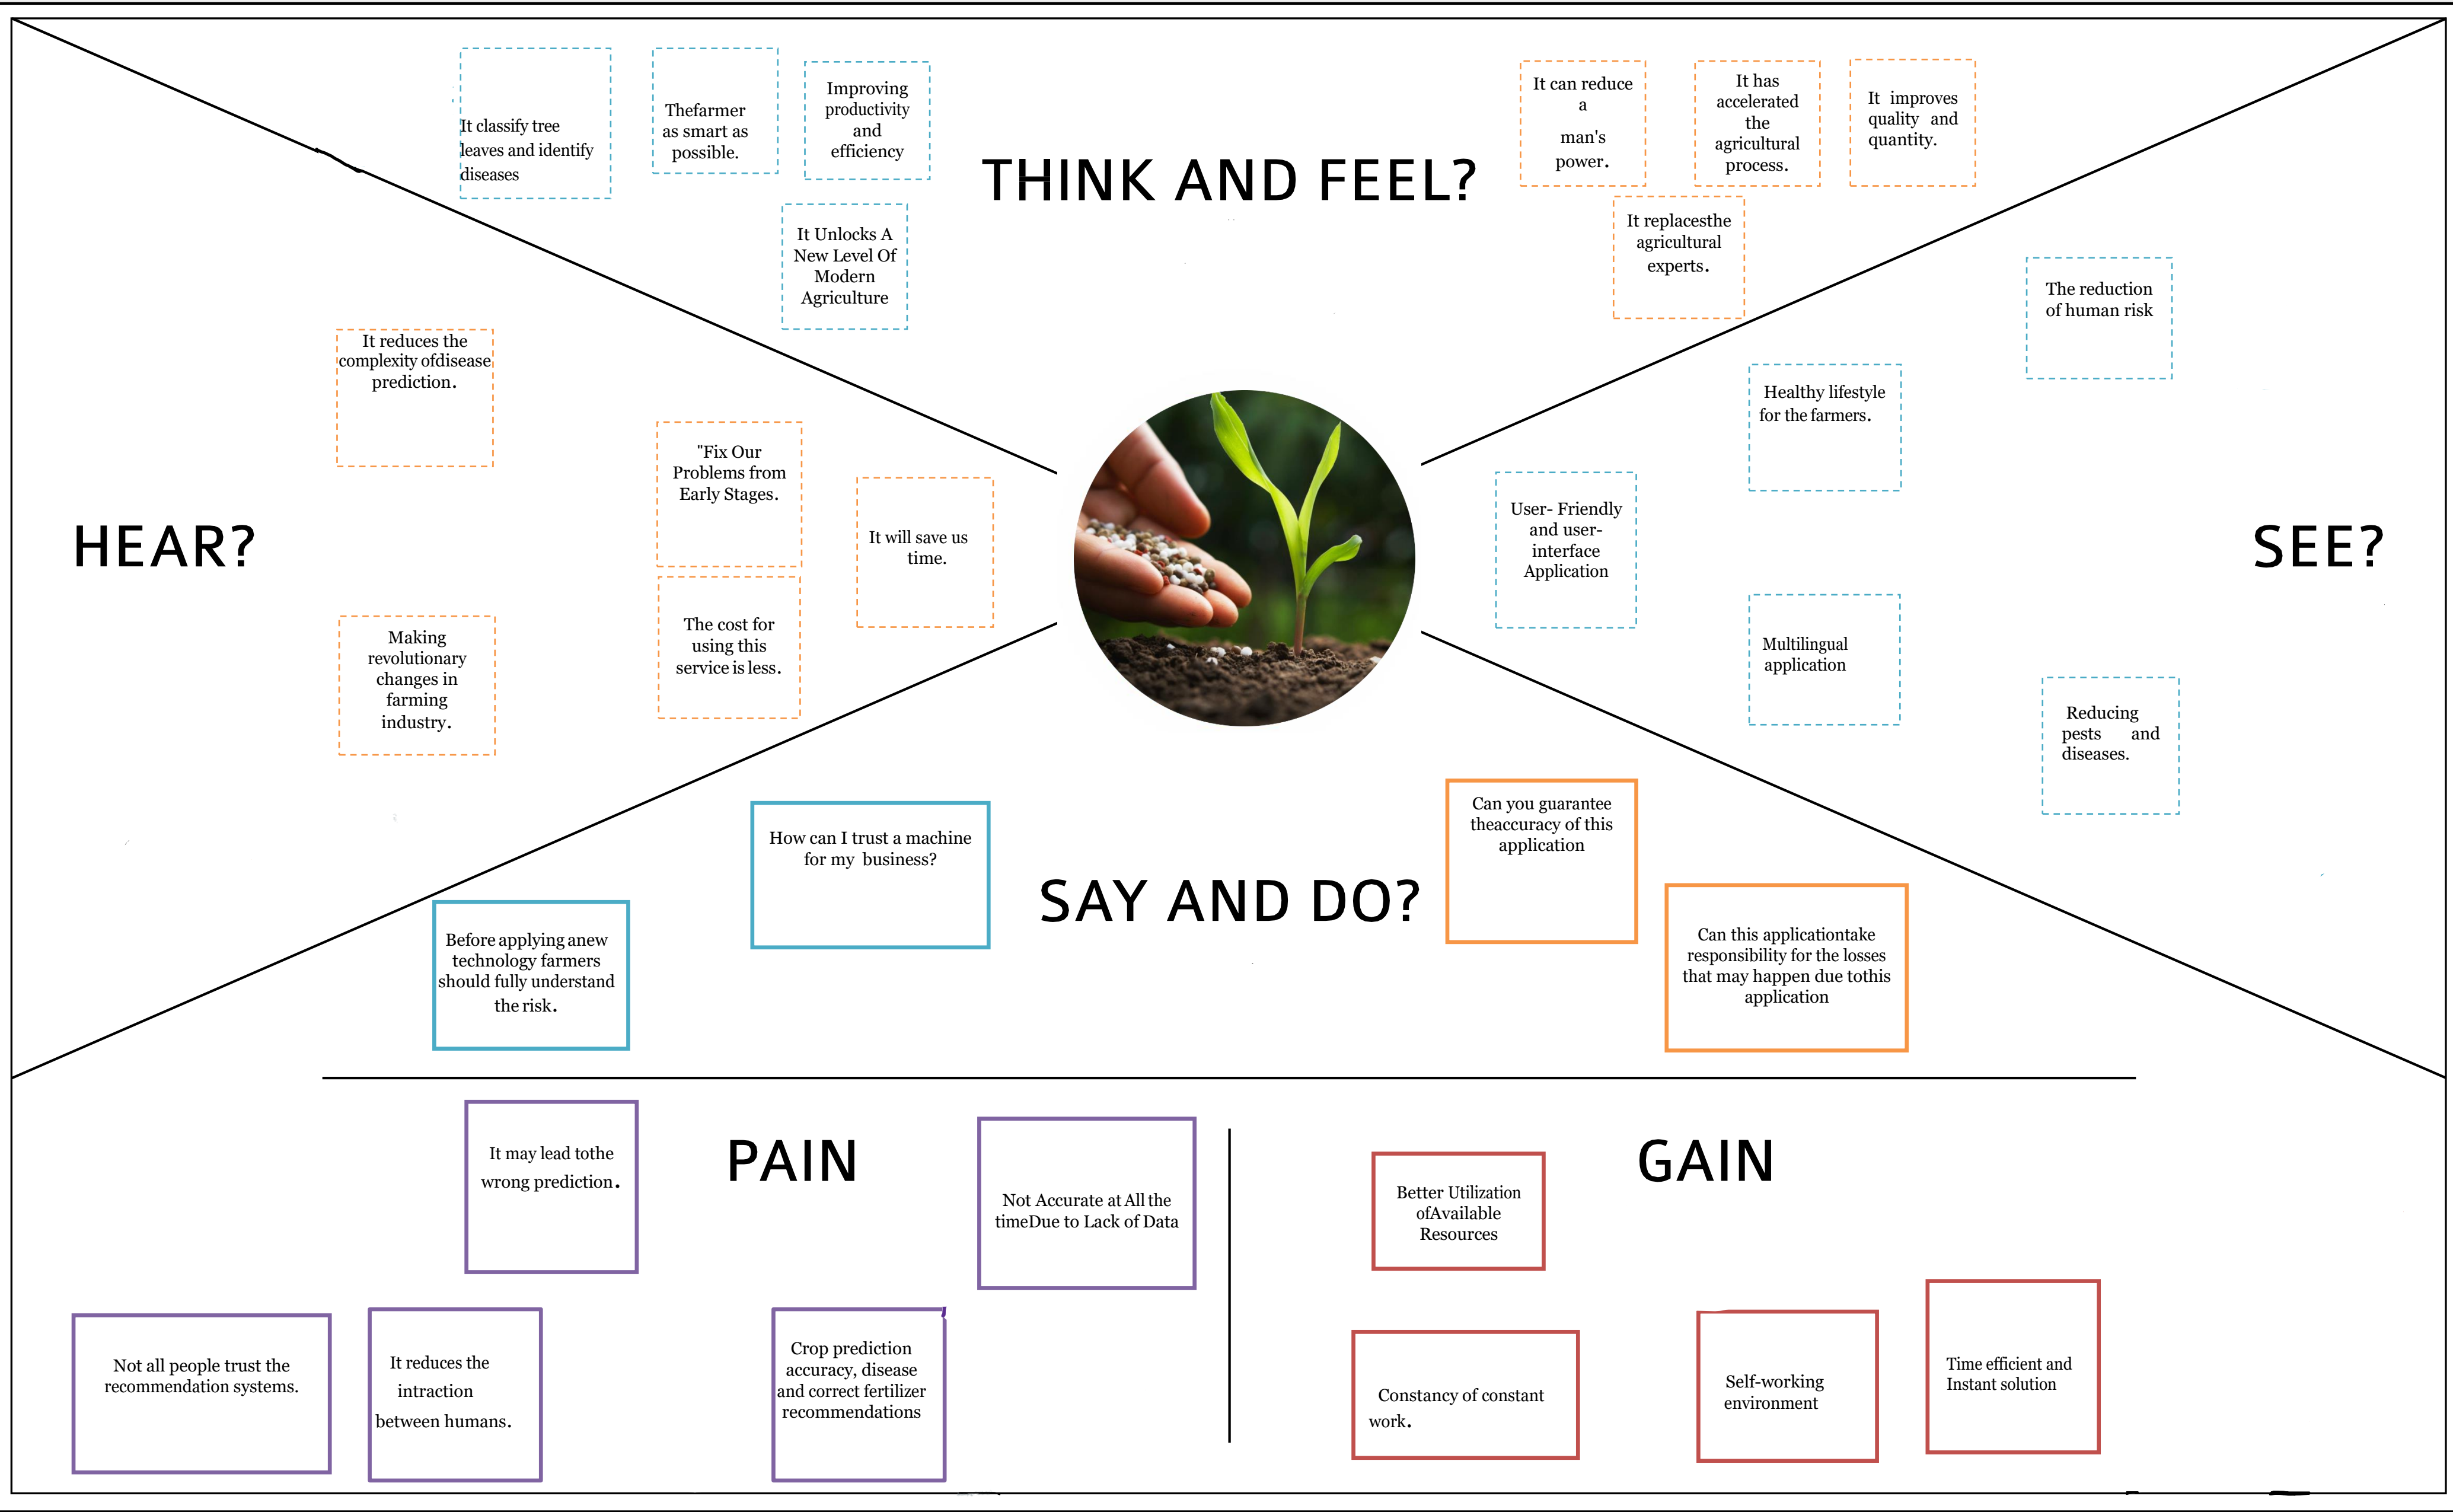 It classify tree
leaves and identify
diseases
Thefarmer
as smart as
possible.
Improving
productivity
and
efficiency
It Unlocks A
New Level Of
Modern
Agriculture
THINK AND FEEL?
It can reduce
a
man's
power.
It has
accelerated
the
agricultural
process.
It improves
quality and
quantity.
It replacesthe
agricultural
experts.
HEAR?
It reduces the
complexity ofdisease
prediction.
"Fix Our
Problems from
Early Stages.
It will save us
time.
Making
revolutionary
changes in
farming
industry.
The cost for
using this
service is less.
SEE?
The reduction
of human risk
Healthy lifestyle
for the farmers.
User- Friendly
and user-
interface
Application
Multilingual
application
Reducing
pests and
diseases.
SAY AND DO?
How can I trust a machine
for my business?
Before applying anew
technology farmers
should fully understand
the risk.
Can you guarantee
theaccuracy of this
application
Can this applicationtake
responsibility for the losses
that may happen due tothis
application
PAIN
It may lead tothe
wrong prediction.
Not Accurate at All the
timeDue to Lack of Data
Not all people trust the
recommendation systems.
It reduces the
intraction
between humans.
Crop prediction
accuracy, disease
and correct fertilizer
recommendations
GAIN
Better Utilization
ofAvailable
Resources
Constancy of constant
work.
Self-working
environment
Time efficient and
Instant solution